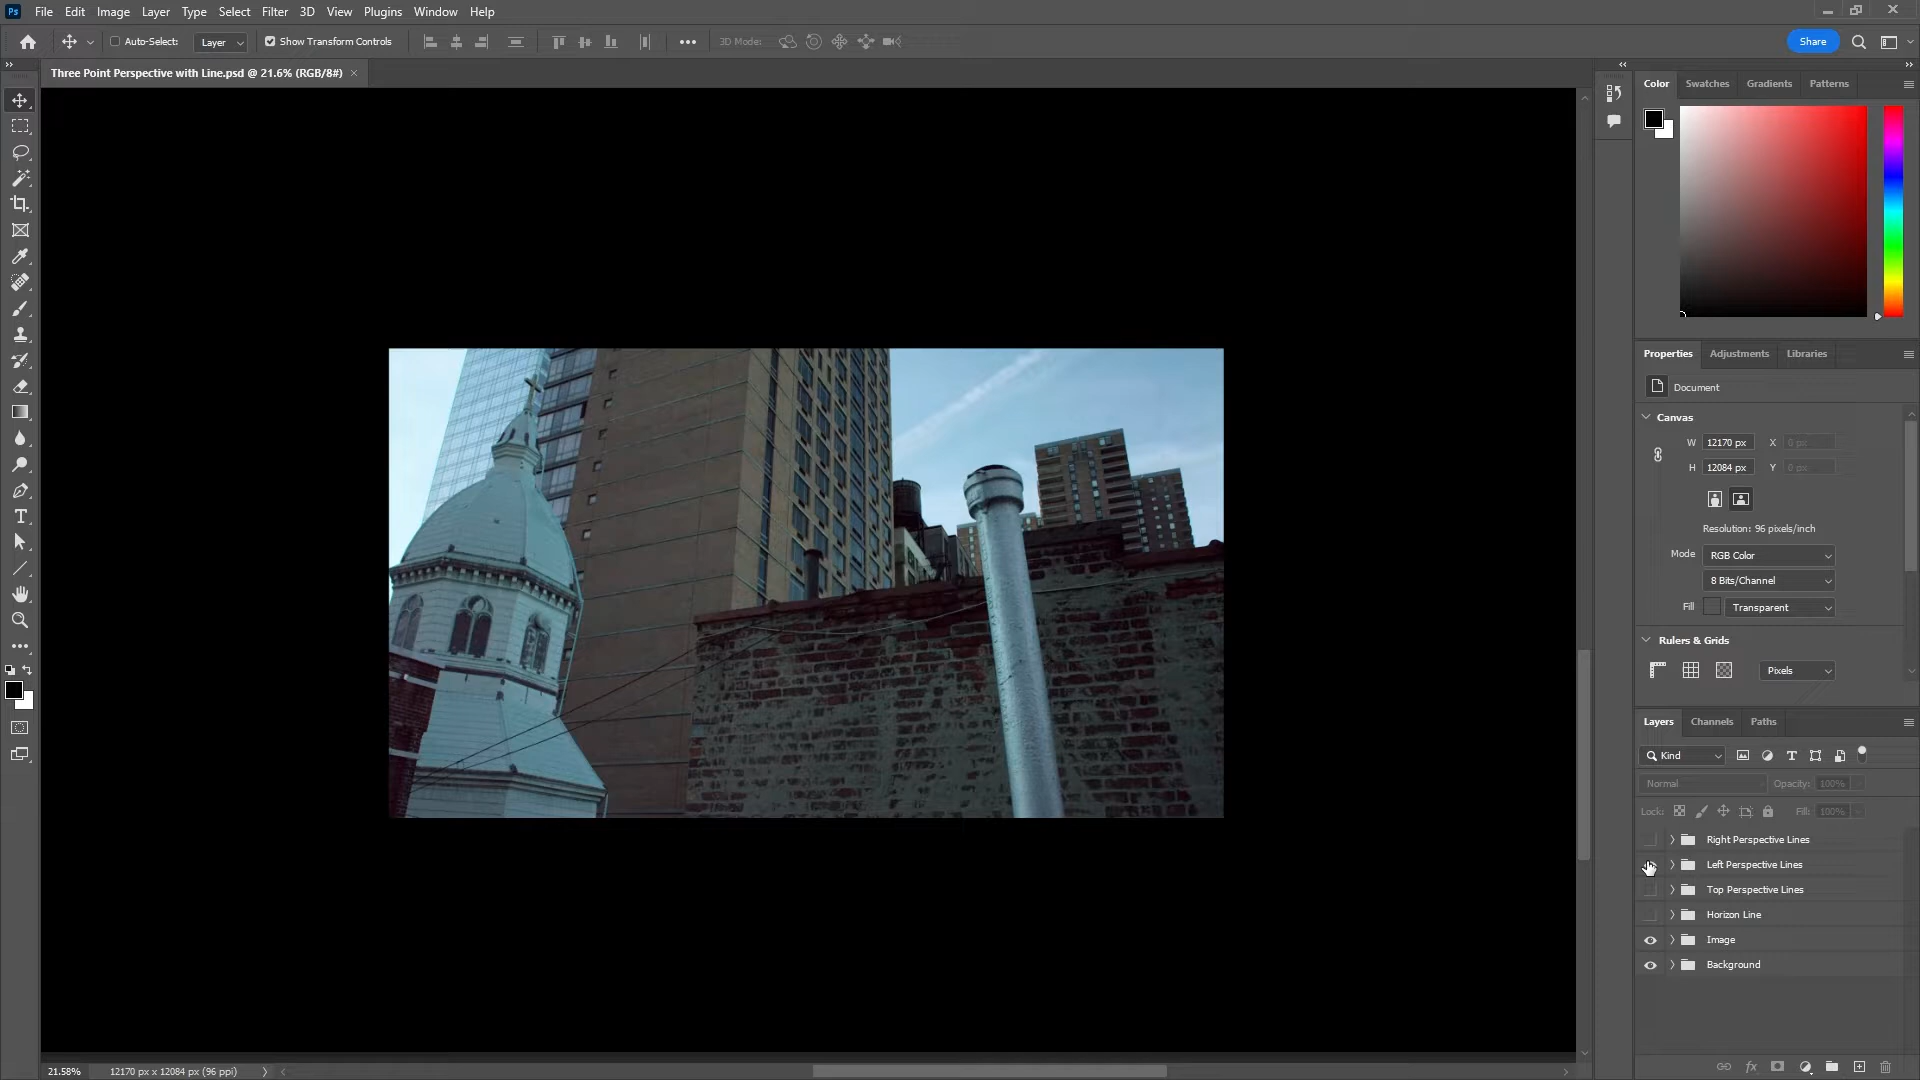 Ps File Edit Image Layer Type Select Filter 3D View Plugins Window Help
Auto-Select: Layer Show Transform Controls 3D Mode: Share
Three Point Perspective with Line.psd @ 21.6% (RGB/8#)
Color Swatches Gradients Patterns
Properties Adjustments Libraries
Document
Canvas
W 12170 px X 0 px
H 12084 px Y 0 px
Resolution: 96 pixels/inch
Mode RGB Color
8 Bits/Channel
Fill Transparent
Rulers & Grids
Pixels
Layers Channels Paths
Kind
Normal Opacity: 100%
Lock: Fill: 100%
Right Perspective Lines
Left Perspective Lines
Top Perspective Lines
Horizon Line
Image
Background
21.58% 12170 px x 12084 px (96 ppi)